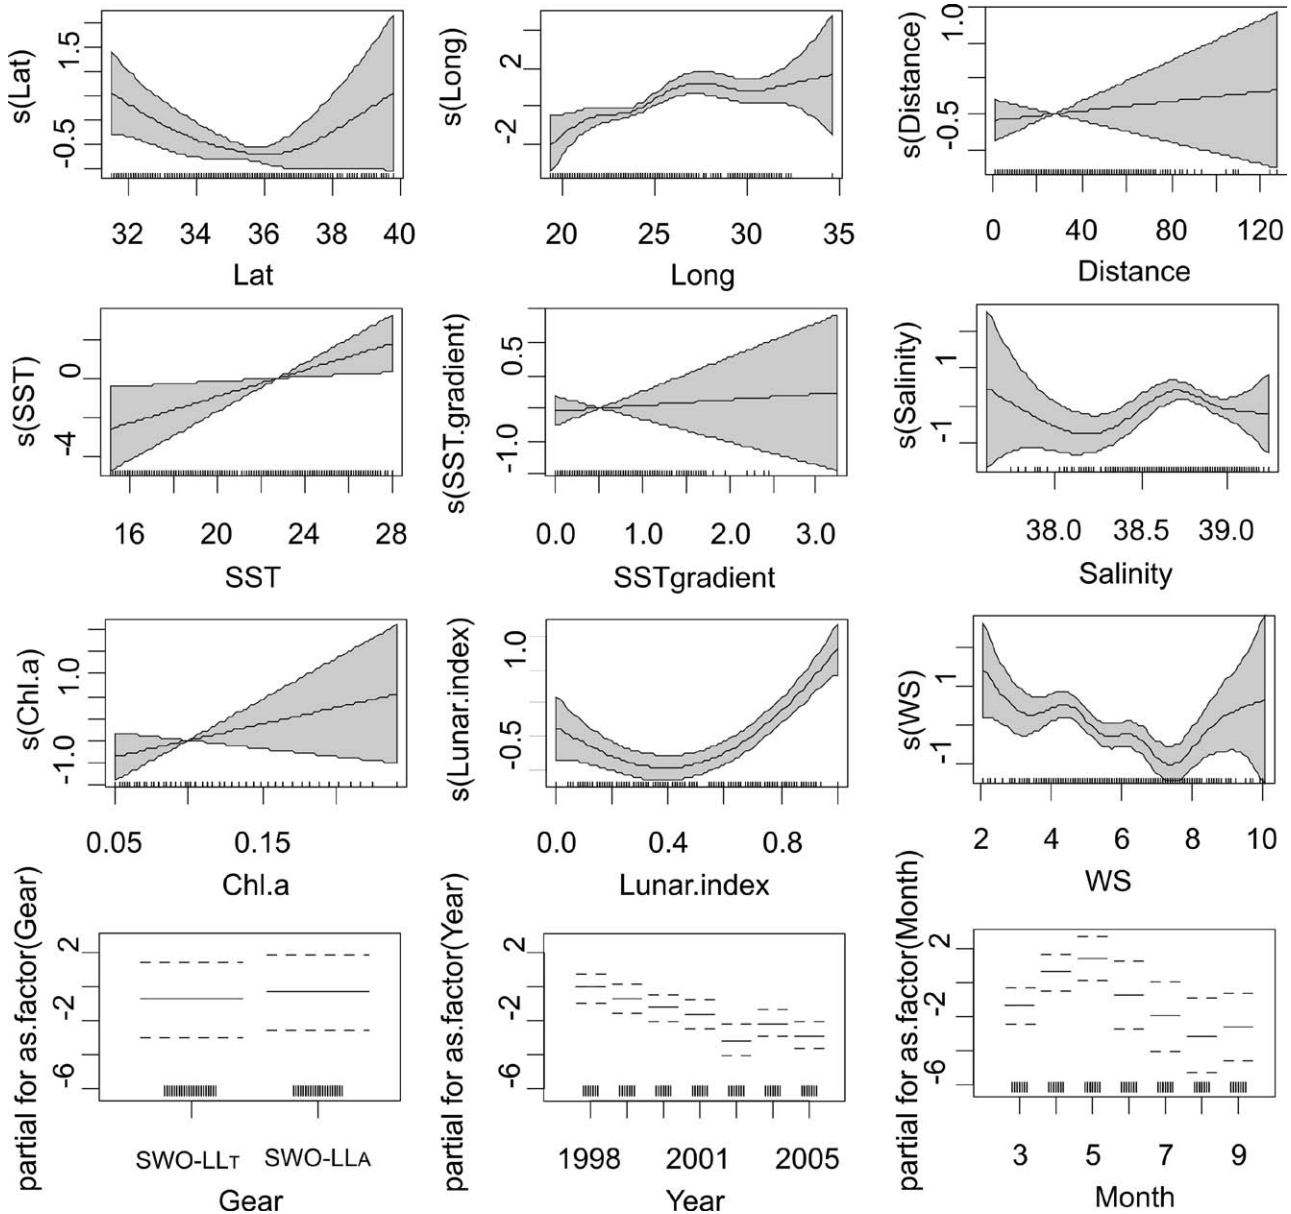 s(Lat)
1.5
-0.5
32 34 36 38 40
Lat
s(Long)
2
-2
20 25 30 35
Long
s(Distance)
1.0
-0.5
0 40 80 120
Distance
s(SST)
0
-4
16 20 24 28
SST
s(SST.gradient)
0.5
-1.0
0.0 1.0 2.0 3.0
SSTgradient
s(Salinity)
1
-1
38.0 38.5 39.0
Salinity
s(Chl.a)
1.0
-1.0
0.05 0.15
Chl.a
s(Lunar.index)
1.0
-0.5
0.0 0.4 0.8
Lunar.index
s(WS)
1
-1
2 4 6 8 10
WS
partial for as.factor(Gear)
2
-2
-6
SWO-LLT SWO-LLA
Gear
partial for as.factor(Year)
2
-2
-6
1998 2001 2005
Year
partial for as.factor(Month)
2
-2
-6
3 5 7 9
Month